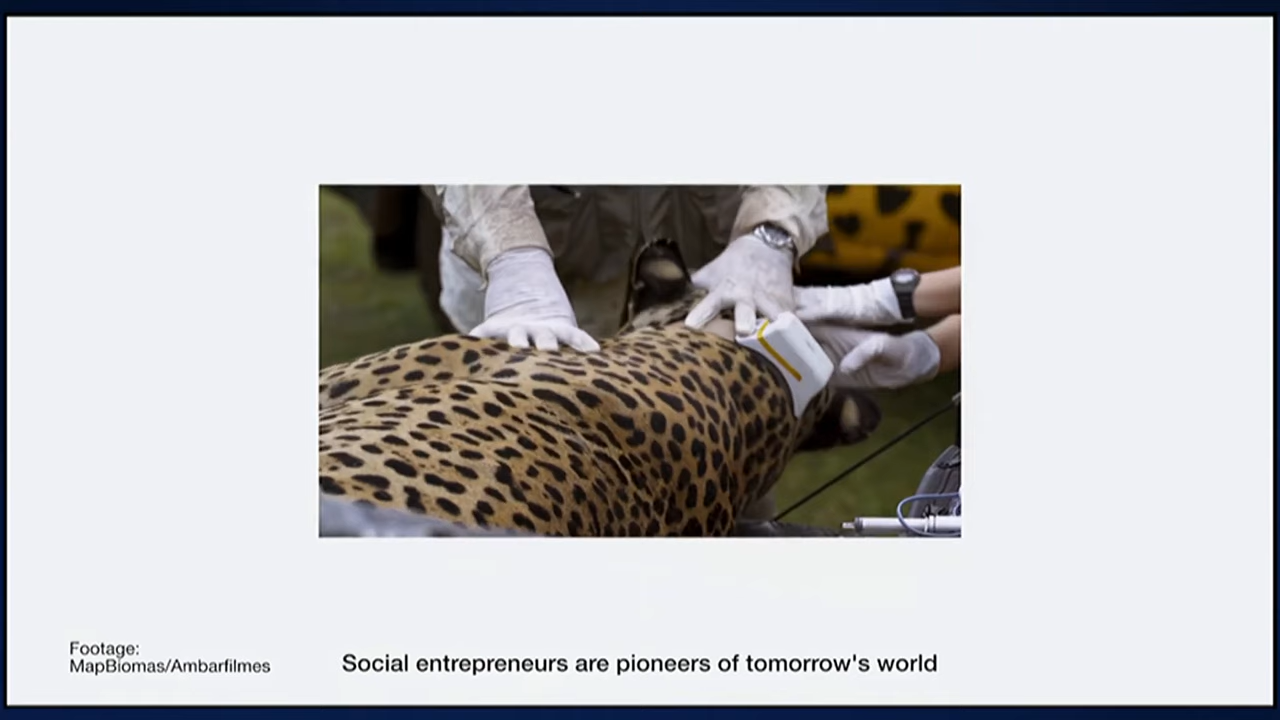 Footage:
MapBiomas/Ambarfilmes
Social entrepreneurs are pioneers of tomorrow's world